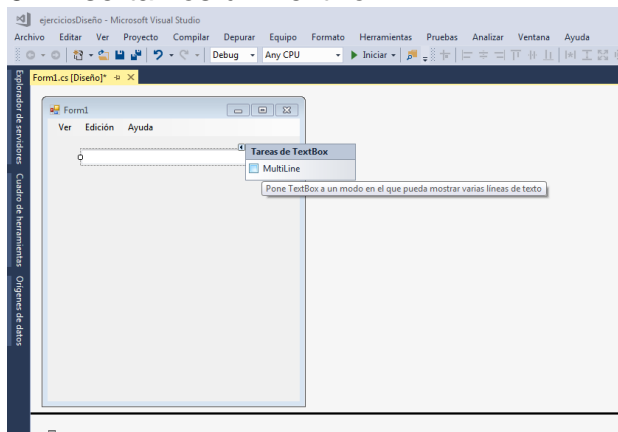 ejerciciosDiseño - Microsoft Visual Studio
Archivo Editar Ver Proyecto Compilar Depurar Equipo Formato Herramientas Pruebas Analizar Ventana Ayuda
Debug Any CPU Iniciar
Form1.cs [Diseño]*
Explorador de servidores
Cuadro de herramientas
Orígenes de datos
Form1
Ver Edición Ayuda
Tareas de TextBox
MultiLine
Pone TextBox a un modo en el que pueda mostrar varias líneas de texto